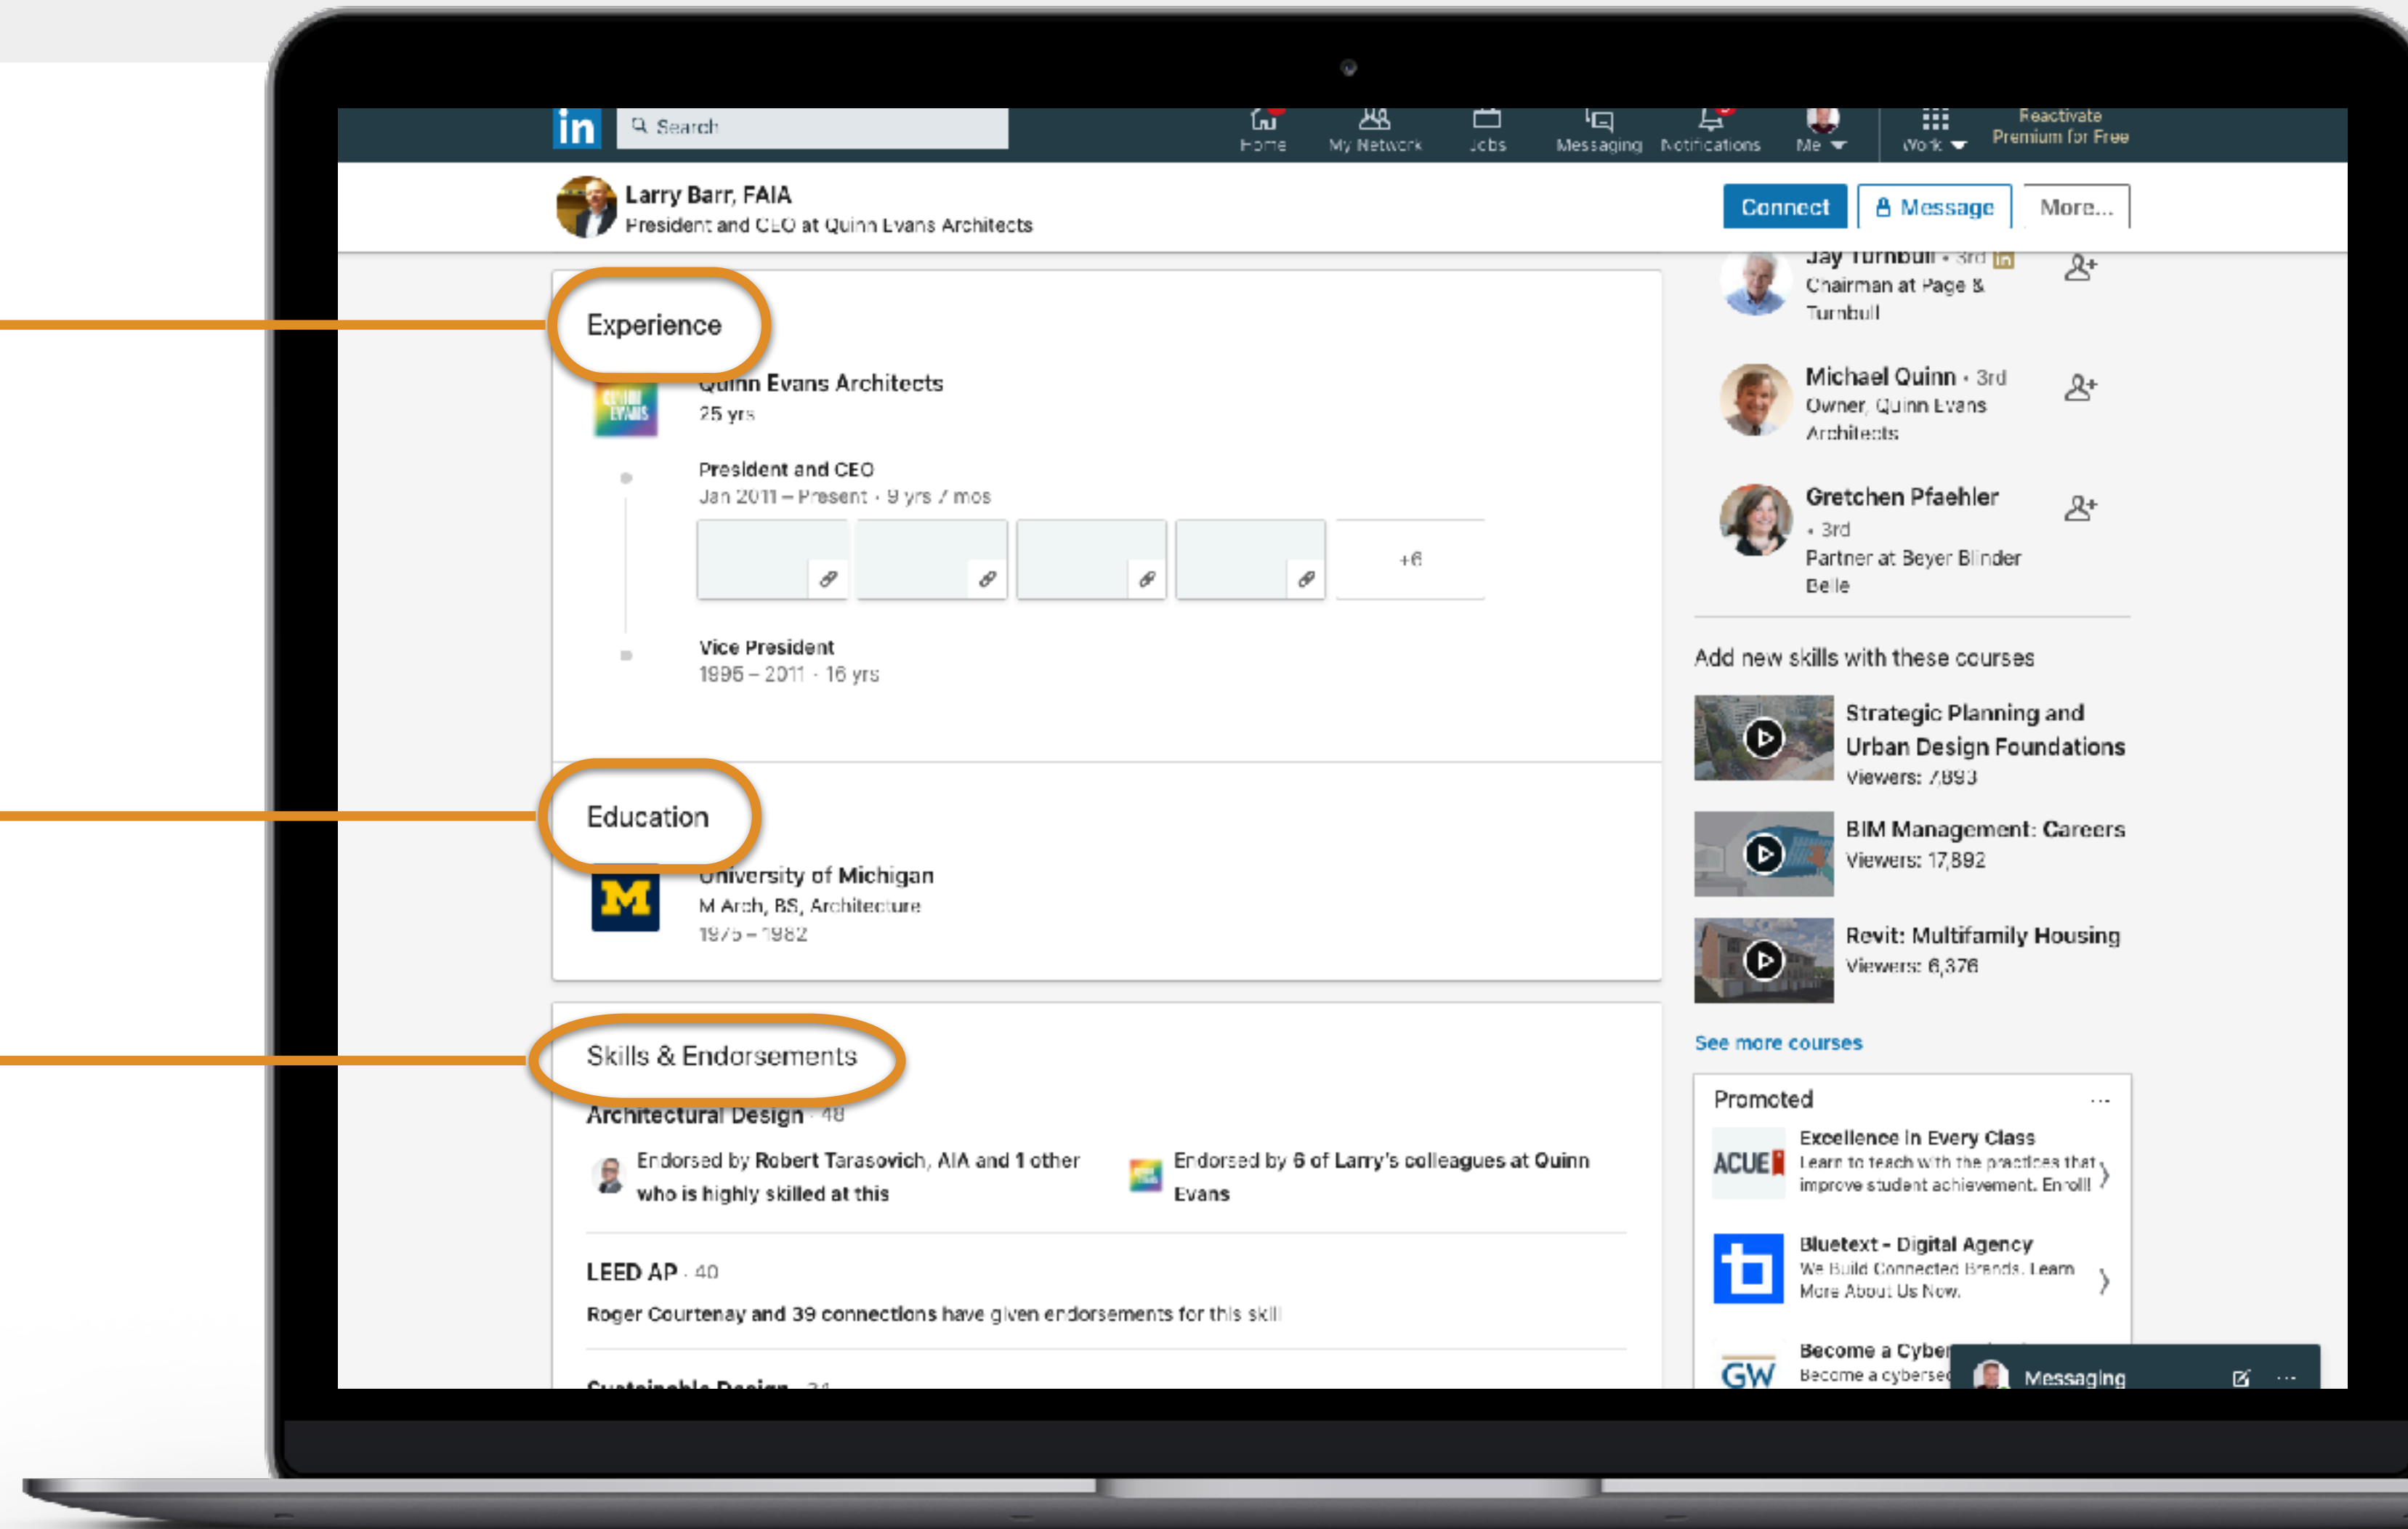 in
Search
Home
My Network
Jobs
Messaging
Notifications
Me
Work
Reactivate
Premium for Free
Larry Barr, FAIA
President and CEO at Quinn Evans Architects
Connect
Message
More...
Experience
Quinn Evans Architects
25 yrs
QUINN
EVANS
President and CEO
Jan 2011 – Present · 9 yrs 7 mos
+6
Vice President
1995 – 2011 · 16 yrs
Education
University of Michigan
M
M Arch, BS, Architecture
1975 – 1982
Skills & Endorsements
Architectural Design · 48
Endorsed by Robert Tarasovich, AIA and 1 other
who is highly skilled at this
Endorsed by 6 of Larry's colleagues at Quinn
Evans
LEED AP · 40
Roger Courtenay and 39 connections have given endorsements for this skill
Sustainable Design
Jay Turnbull • 3rd in
Chairman at Page &
Turnbull
Michael Quinn • 3rd
Owner, Quinn Evans
Architects
Gretchen Pfaehler
• 3rd
Partner at Beyer Blinder
Belle
Add new skills with these courses
Strategic Planning and
Urban Design Foundations
Viewers: 7,893
BIM Management: Careers
Viewers: 17,892
Revit: Multifamily Housing
Viewers: 6,376
See more courses
Promoted
...
ACUE
Excellence in Every Class
Learn to teach with the practices that
improve student achievement. Enroll!
Bluetext - Digital Agency
We Build Connected Brands. Learn
More About Us Now.
GW
Become a Cyber
Become a cybersec
Messaging
...